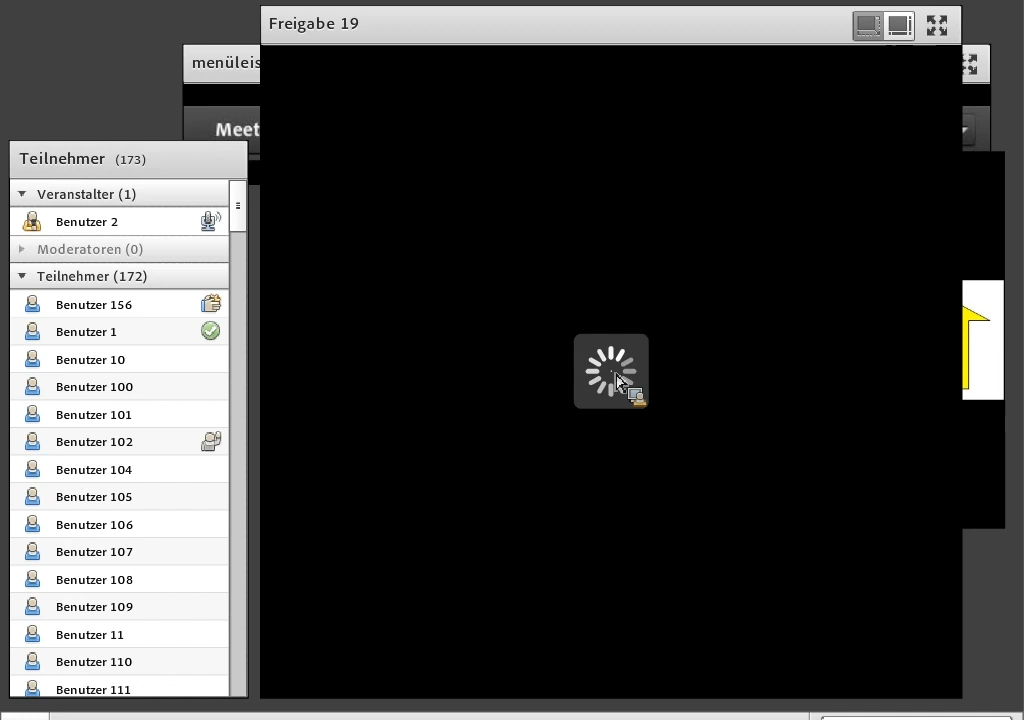 Freigabe 19
menüleis
Meet
Teilnehmer (173)
Veranstalter (1)
Benutzer 2
Moderatoren (0)
Teilnehmer (172)
Benutzer 156
Benutzer 1
Benutzer 10
Benutzer 100
Benutzer 101
Benutzer 102
Benutzer 104
Benutzer 105
Benutzer 106
Benutzer 107
Benutzer 108
Benutzer 109
Benutzer 11
Benutzer 110
Benutzer 111